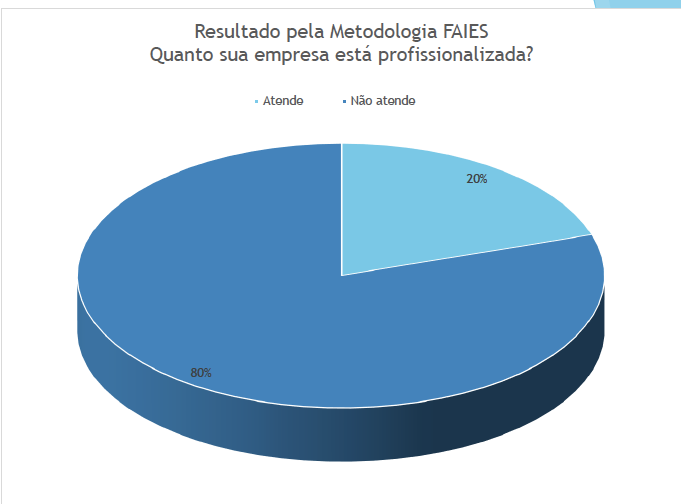 Resultado pela Metodologia FAIES
Quanto sua empresa está profissionalizada?
Atende Não atende
20%
80%